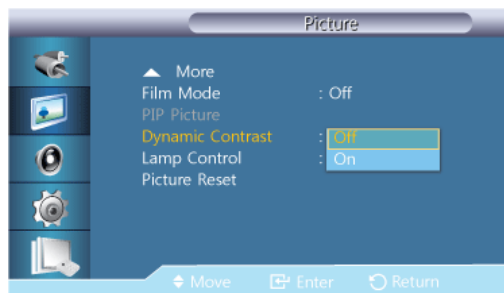 Picture
▲ More
Film Mode : Off
PIP Picture
Dynamic Contrast : Off
Lamp Control : On
Picture Reset
Move Enter Return